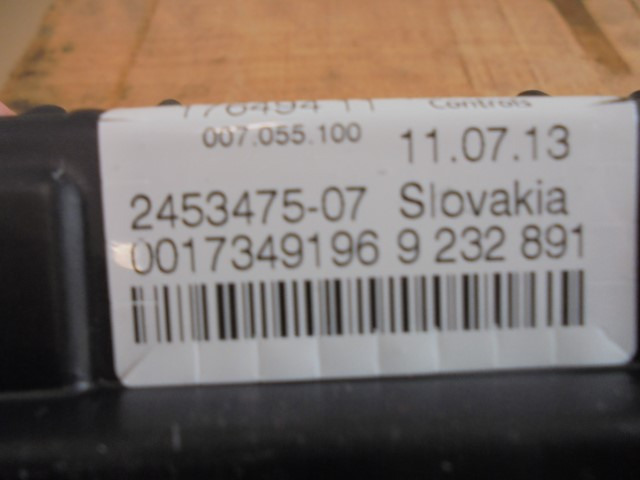 Controls
007.055.100
11.07.13
2453475-07 Slovakia
0017349196 9 232 891